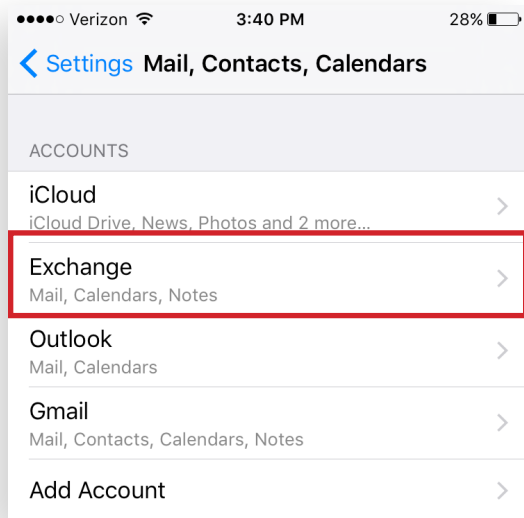 Verizon 3:40 PM 28%
Settings Mail, Contacts, Calendars
ACCOUNTS
iCloud
iCloud Drive, News, Photos and 2 more...
Exchange
Mail, Calendars, Notes
Outlook
Mail, Calendars
Gmail
Mail, Contacts, Calendars, Notes
Add Account